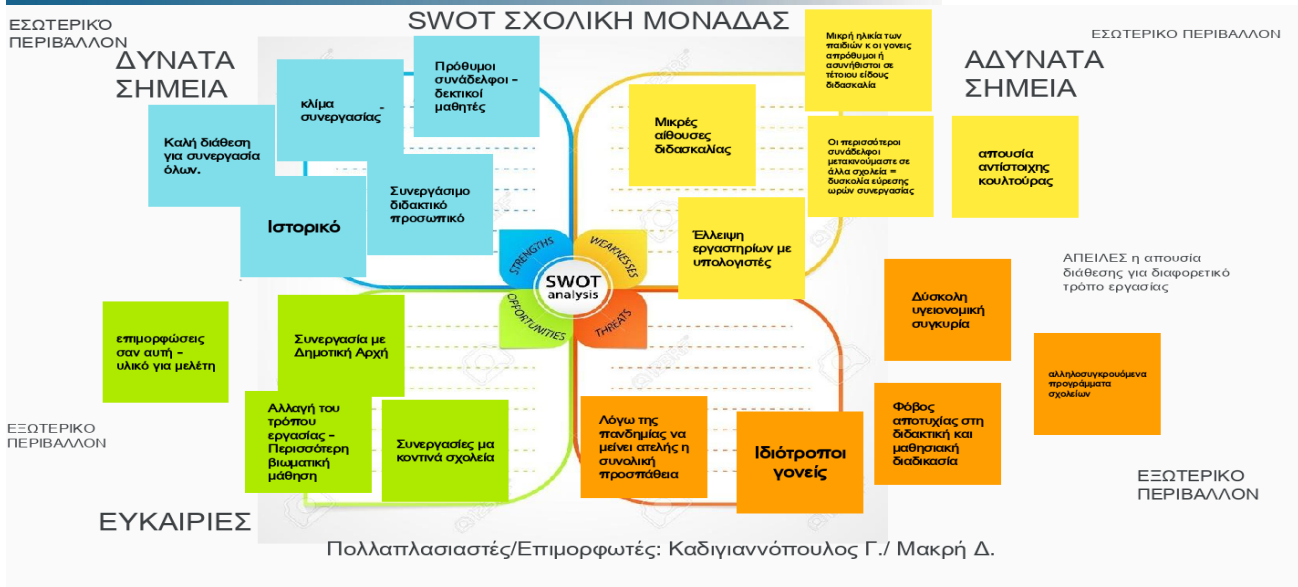 SWOT ΣΧΟΛΙΚΗ ΜΟΝΑΔΑΣ
ΕΣΩΤΕΡΙΚΌ
ΠΕΡΙΒΆΛΛΟΝ
ΔΥΝΑΤΑ
ΣΗΜΕΙΑ
Καλή διάθεση
για συνεργασία
όλων.
κλίμα
συνεργασίας -
Πρόθυμοι
συνάδελφοι -
δεκτικοί
μαθητές
Ιστορικό
Συνεργάσιμο
διδακτικό
προσωπικό
ΕΣΩΤΕΡΙΚΟ ΠΕΡΙΒΑΛΛΟΝ
ΑΔΥΝΑΤΑ
ΣΗΜΕΙΑ
Μικρές
αίθουσες
διδασκαλίας
Μικρή ηλικία των
παιδιών κ οι γονεις
απρόθυμοι ή
ασυνήθιστοι σε
τέτοιου είδους
διδασκαλία
Οι περισσότεροι
συνάδελφοι
μετακινούμαστε σε
άλλα σχολεία =
δυσκολία εύρεσης
ωρών συνεργασίας
απουσία
αντίστοιχης
κουλτούρας
Έλλειψη
εργαστηρίων με
υπολογιστές
STRENGTHS
WEAKNESSES
SWOT
analysis
OPPORTUNITIES
THREATS
επιμορφώσεις
σαν αυτή -
υλικό για μελέτη
Συνεργασία με
Δημοτική Αρχή
Αλλαγή του
τρόπου
εργασίας -
Περισσότερη
βιωματική
μάθηση
Συνεργασίες μα
κοντινά σχολεία
ΕΞΩΤΕΡΙΚΟ
ΠΕΡΙΒΑΛΛΟΝ
ΕΥΚΑΙΡΙΕΣ
ΑΠΕΙΛΕΣ η απουσία
διάθεσης για διαφορετικό
τρόπο εργασίας
Δύσκολη
υγειονομική
συγκυρία
αλληλοσυγκρουόμενα
προγράμματα
σχολείων
Λόγω της
πανδημίας να
μείνει ατελής η
συνολική
προσπάθεια
Ιδιότροποι
γονείς
Φόβος
αποτυχίας στη
διδακτική και
μαθησιακή
διαδικασία
ΕΞΩΤΕΡΙΚΟ
ΠΕΡΙΒΑΛΛΟΝ
Πολλαπλασιαστές/Επιμορφωτές: Καδιγιαννόπουλος Γ./ Μακρή Δ.